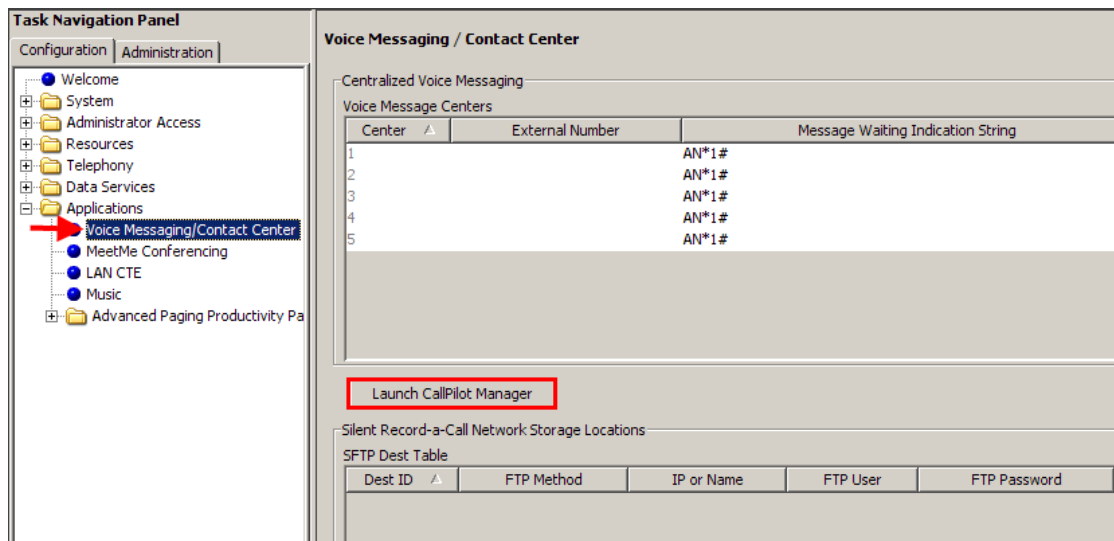 Task Navigation Panel
Configuration Administration
Welcome
System
Administrator Access
Resources
Telephony
Data Services
Applications
Voice Messaging/Contact Center
MeetMe Conferencing
LAN CTE
Music
Advanced Paging Productivity Pa
Voice Messaging / Contact Center
Centralized Voice Messaging
Voice Message Centers
Center External Number Message Waiting Indication String
1 AN*1#
2 AN*1#
3 AN*1#
4 AN*1#
5 AN*1#
Launch CallPilot Manager
Silent Record-a-Call Network Storage Locations
SFTP Dest Table
Dest ID FTP Method IP or Name FTP User FTP Password